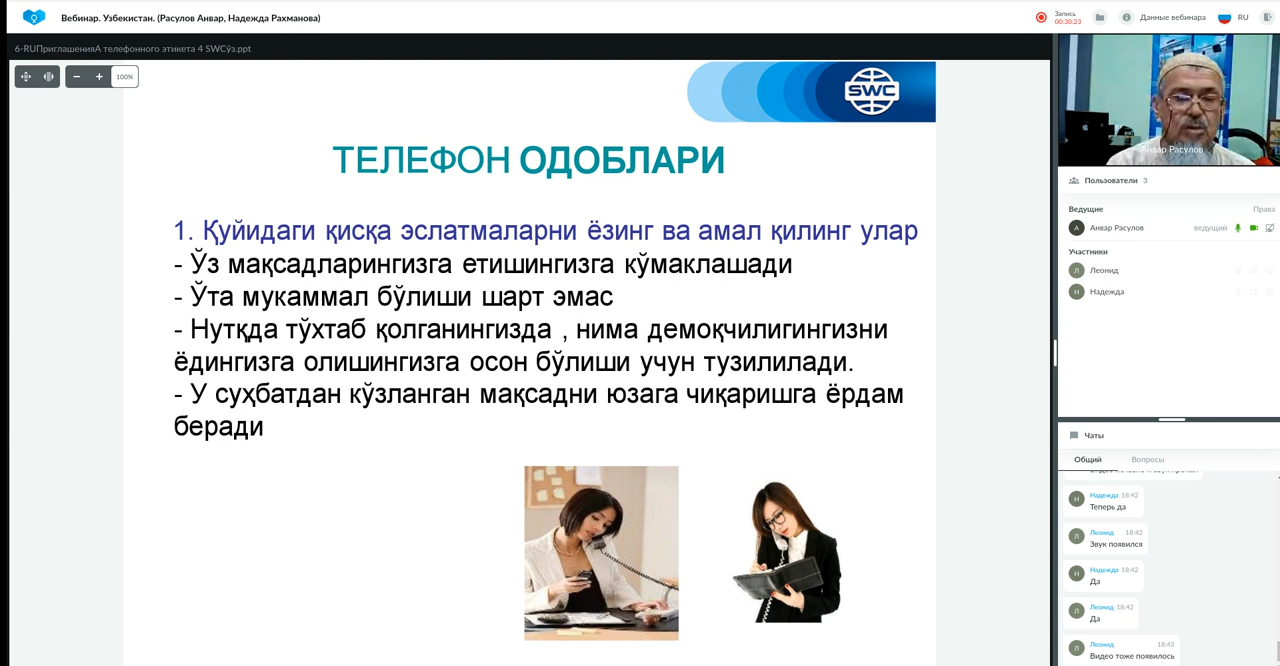 Вебинар. Узбекистан. (Расулов Анвар, Надежда Рахманова)
Запись
00:30:23
Данные вебинара
RU
6-RUПриглашенияА телефонного этикета 4 SWCўз.ppt
100%
SWC
ТЕЛЕФОН ОДОБЛАРИ
1. Қуйидаги қисқа эслатмаларни ёзинг ва амал қилинг улар
- Ўз мақсадларингизга етишингизга кўмаклашади
- Ўта мукаммал бўлиши шарт эмас
- Нутқда тўхтаб қолганингизда , нима демоқчилигингизни
ёдингизга олишингизга осон бўлиши учун тузилилади.
- У суҳбатдан кўзланган мақсадни юзага чиқаришга ёрдам
беради
Анвар Расулов
Пользователи 3
Ведущие Права
А Анвар Расулов ведущий
Участники
Л Леонид
Н Надежда
Чаты
Общий Вопросы
Н Надежда 18:42
Теперь да
Л Леонид 18:42
Звук появился
Н Надежда 18:42
Да
Л Леонид 18:42
Да
Л Леонид 18:43
Видео тоже появилось